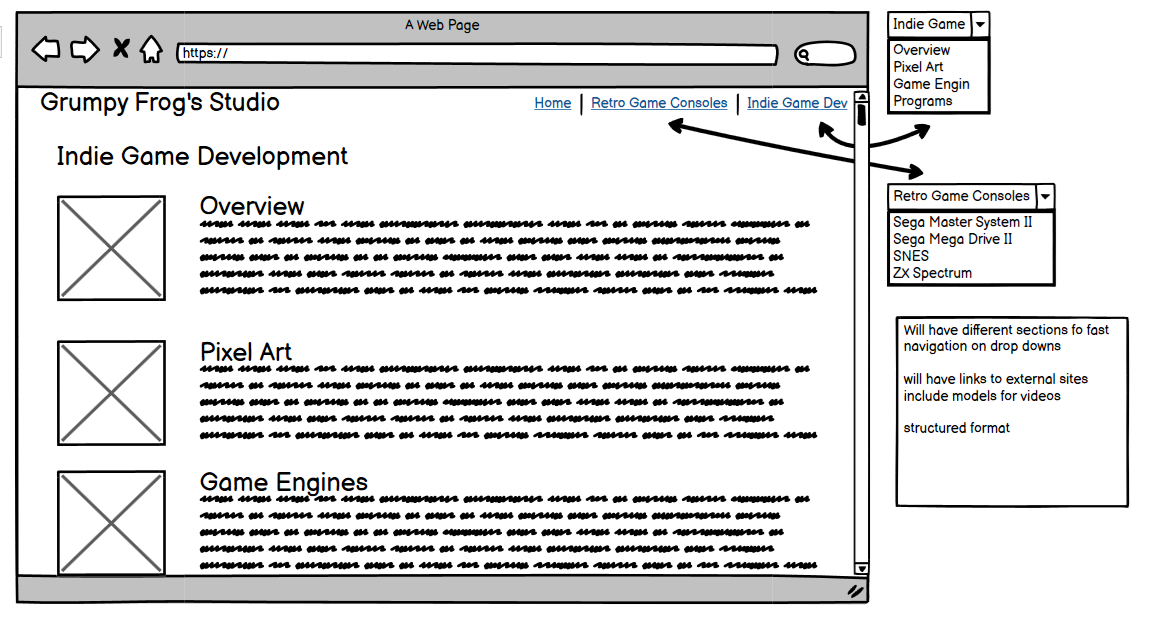 A Web Page
https://
Grumpy Frog's Studio
Home | Retro Game Consoles | Indie Game Dev
Indie Game Development
Overview
Pixel Art
Game Engines
Indie Game
Overview
Pixel Art
Game Engin
Programs
Retro Game Consoles
Sega Master System II
Sega Mega Drive II
SNES
Zx Spectrum
Will have different sections fo fast
navigation on drop downs
will have links to external sites
include models for videos
structured format